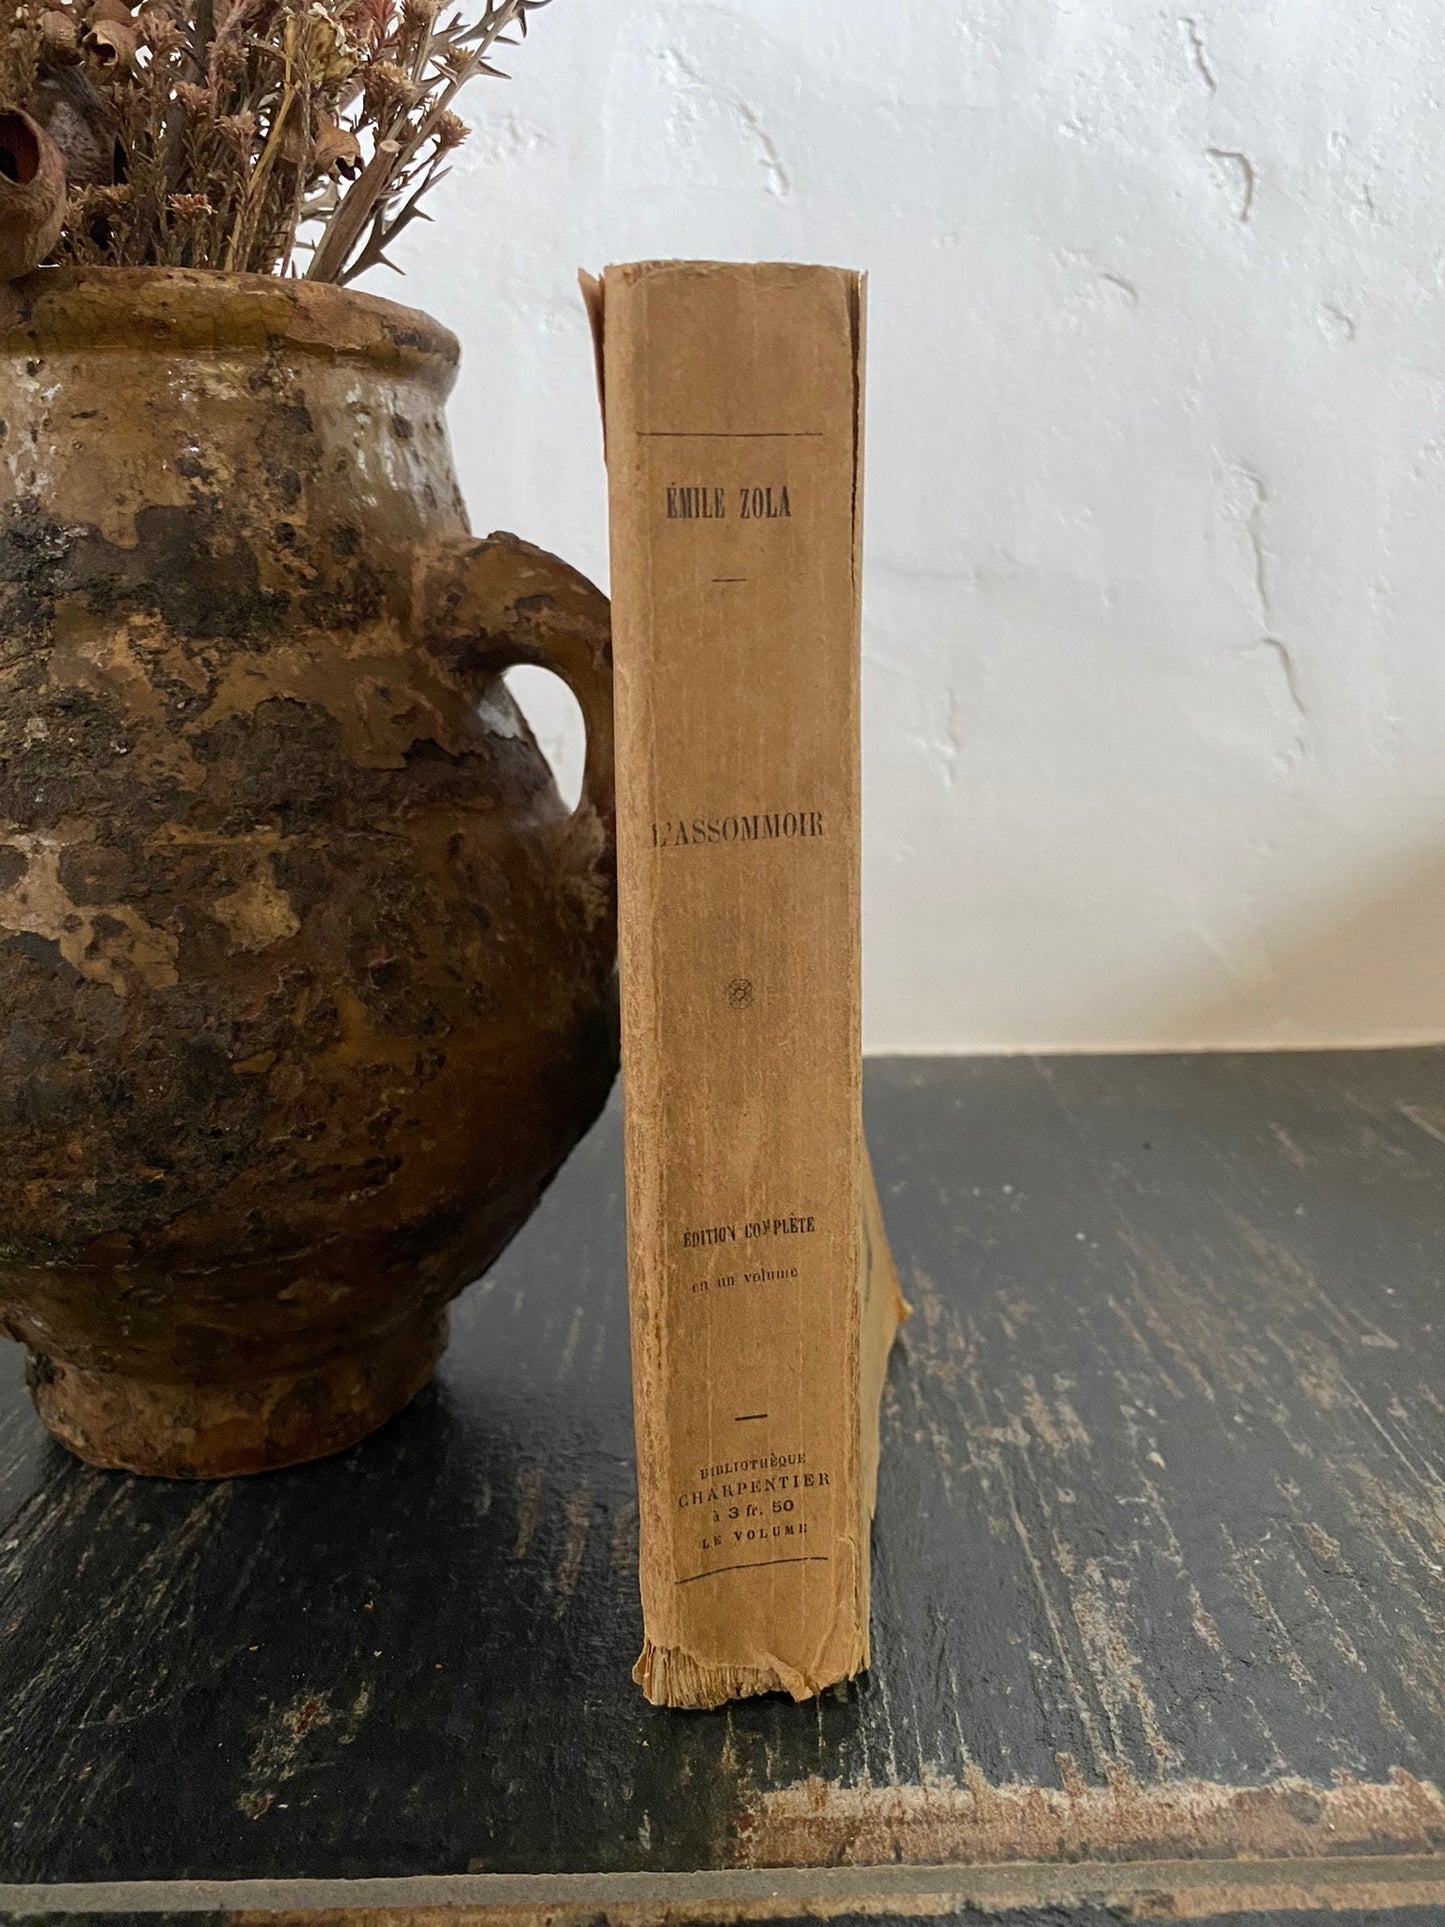 ÉMILE ZOLA
L'ASSOMMOIR
ÉDITION COMPLÈTE
en un volume
BIBLIOTHÈQUE
CHARPENTIER
à 3 fr. 50
LE VOLUME